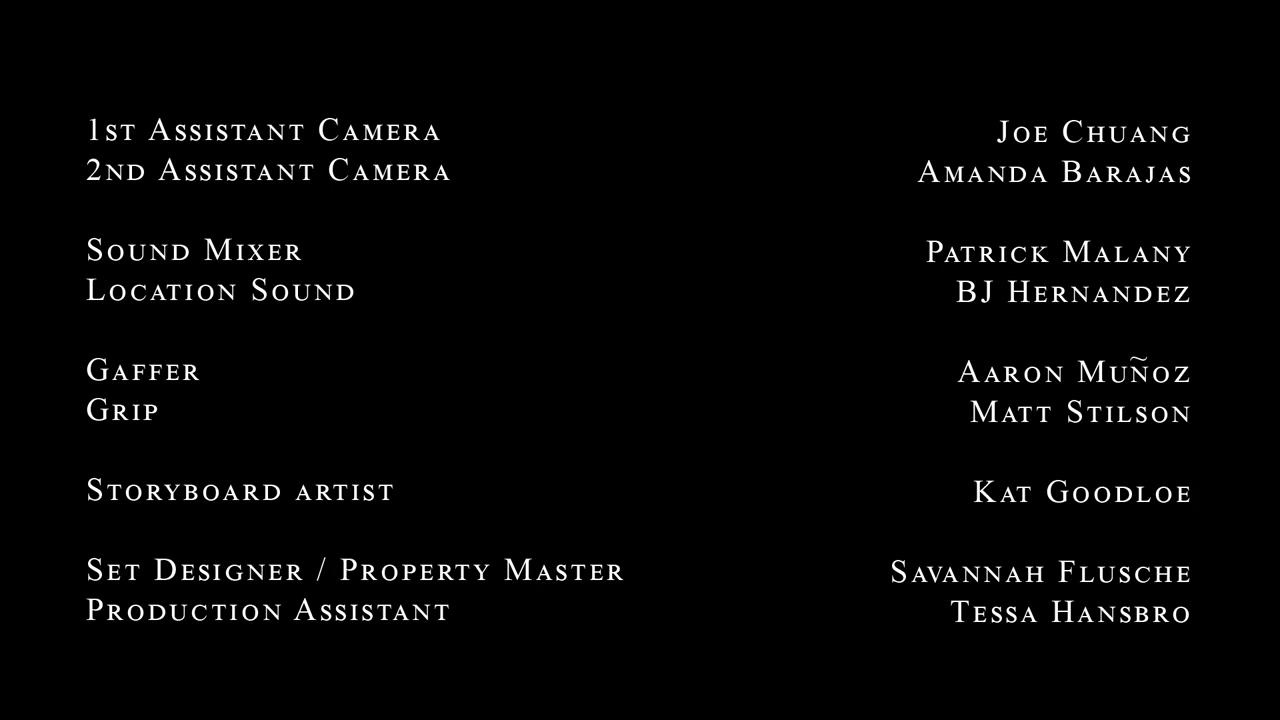 1st Assistant Camera Joe Chuang
2nd Assistant Camera Amanda Barajas
Sound Mixer Patrick Malany
Location Sound BJ Hernandez
Gaffer Aaron Muñoz
Grip Matt Stilson
Storyboard artist Kat Goodloe
Set Designer / Property Master Savannah Flusche
Production Assistant Tessa Hansbro